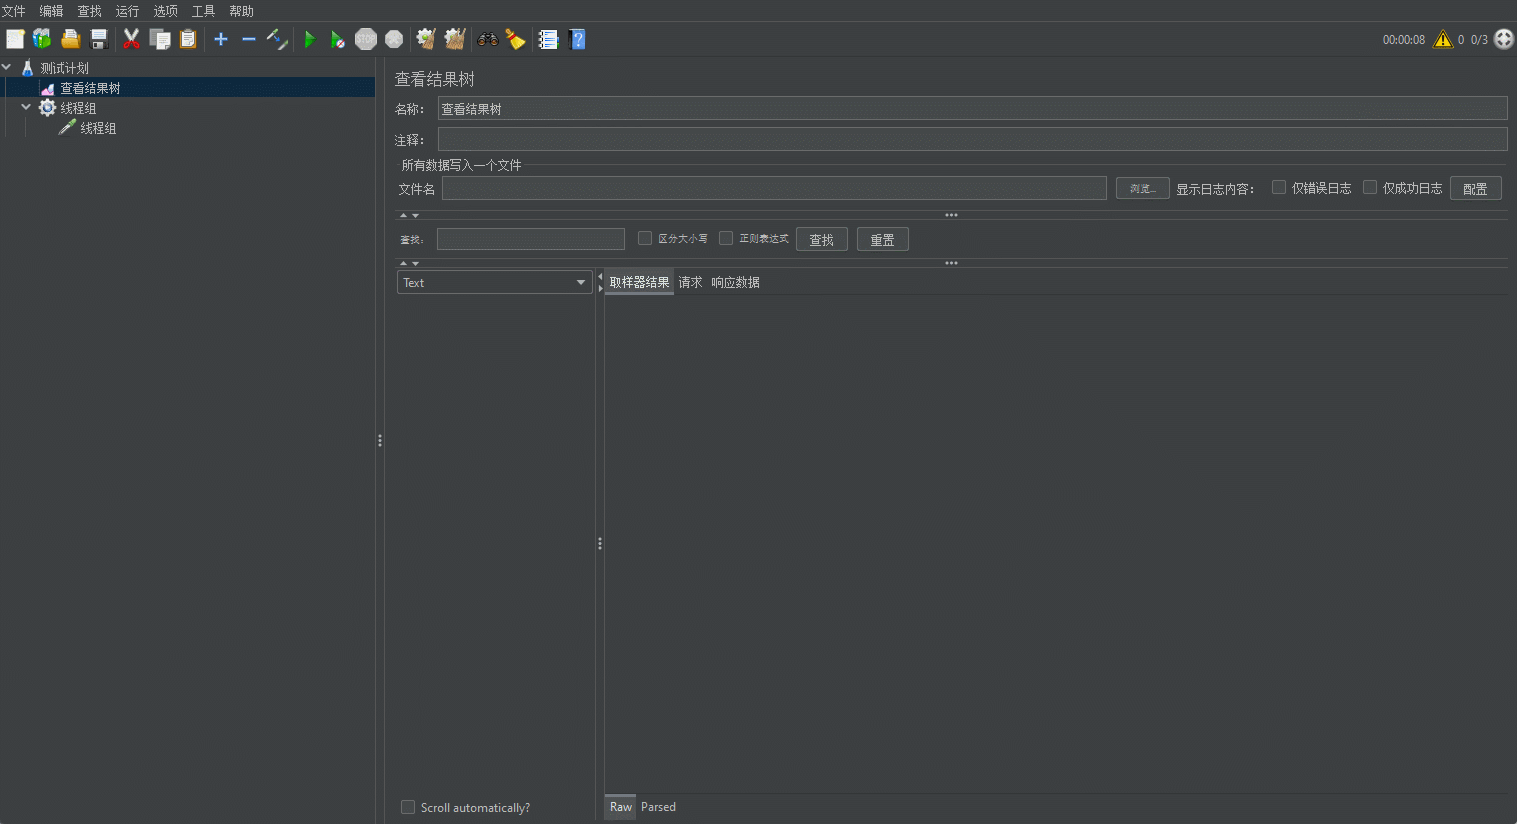 文件 编辑 查找 运行 选项 工具 帮助
STOP
00:00:08 0 0/3
测试计划
查看结果树
线程组
线程组
查看结果树
名称： 查看结果树
注释：
所有数据写入一个文件
文件名 浏览... 显示日志内容： 仅错误日志 仅成功日志 配置
查找： 区分大小写 正则表达式 查找 重置
Text 取样器结果 请求 响应数据
Scroll automatically? Raw Parsed